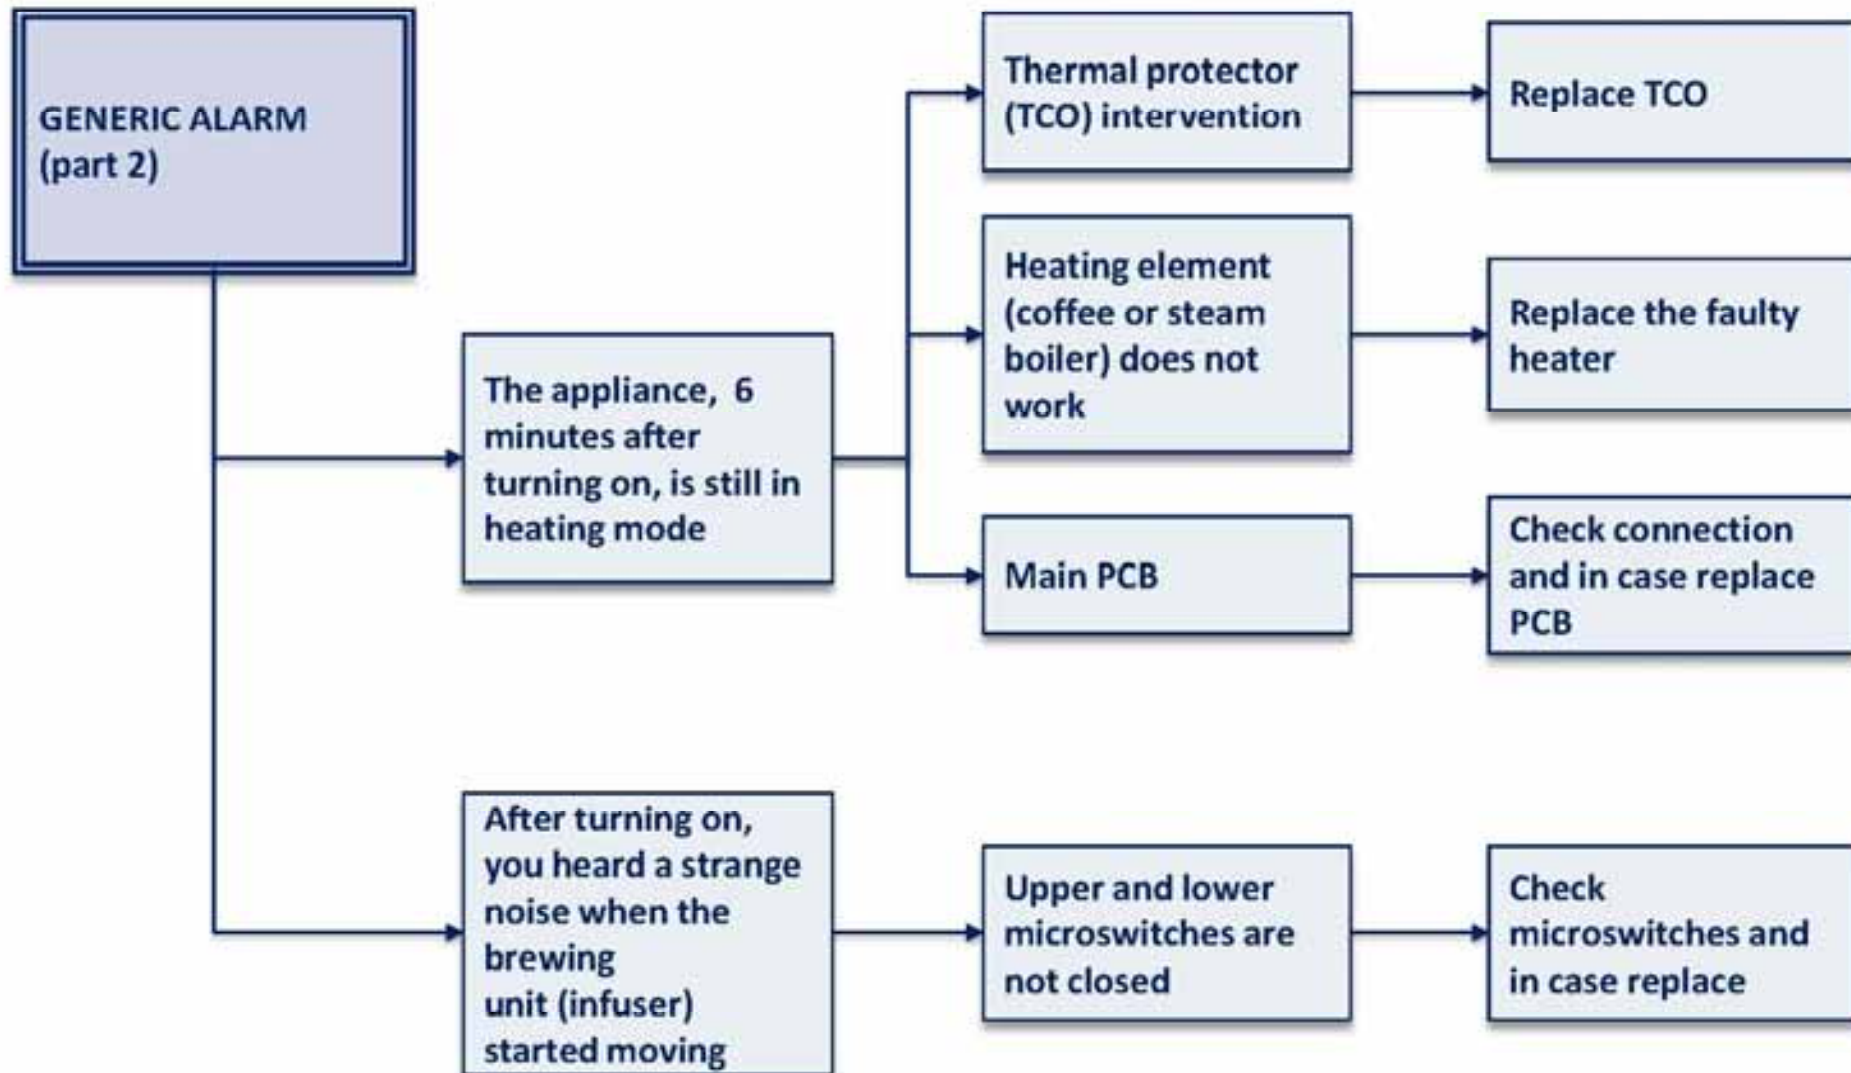 GENERIC ALARM
(part 2)
The appliance, 6
minutes after
turning on, is still in
heating mode
Thermal protector
(TCO) intervention
Replace TCO
Heating element
(coffee or steam
boiler) does not
work
Replace the faulty
heater
Main PCB
Check connection
and in case replace
PCB
After turning on,
you heard a strange
noise when the
brewing
unit (infuser)
started moving
Upper and lower
microswitches are
not closed
Check
microswitches and
in case replace